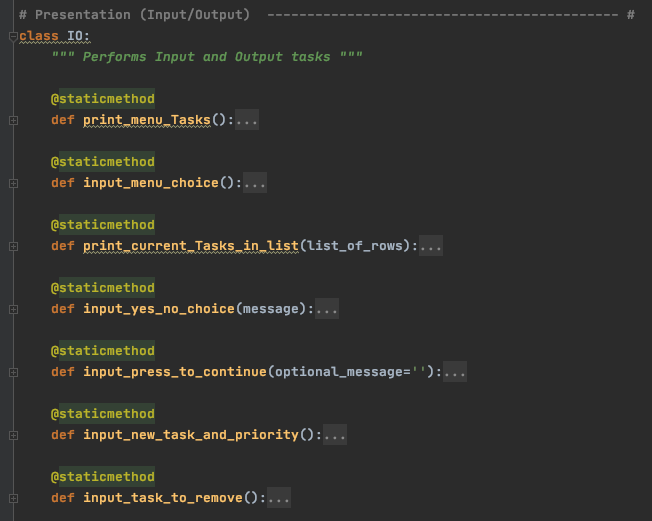 # Presentation (Input/Output)  -------------------------------------------- #
class IO:
    """ Performs Input and Output tasks """
    @staticmethod
    def print_menu_Tasks():...
    @staticmethod
    def input_menu_choice():...
    @staticmethod
    def print_current_Tasks_in_list(list_of_rows):...
    @staticmethod
    def input_yes_no_choice(message):...
    @staticmethod
    def input_press_to_continue(optional_message=''):...
    @staticmethod
    def input_new_task_and_priority():...
    @staticmethod
    def input_task_to_remove():...